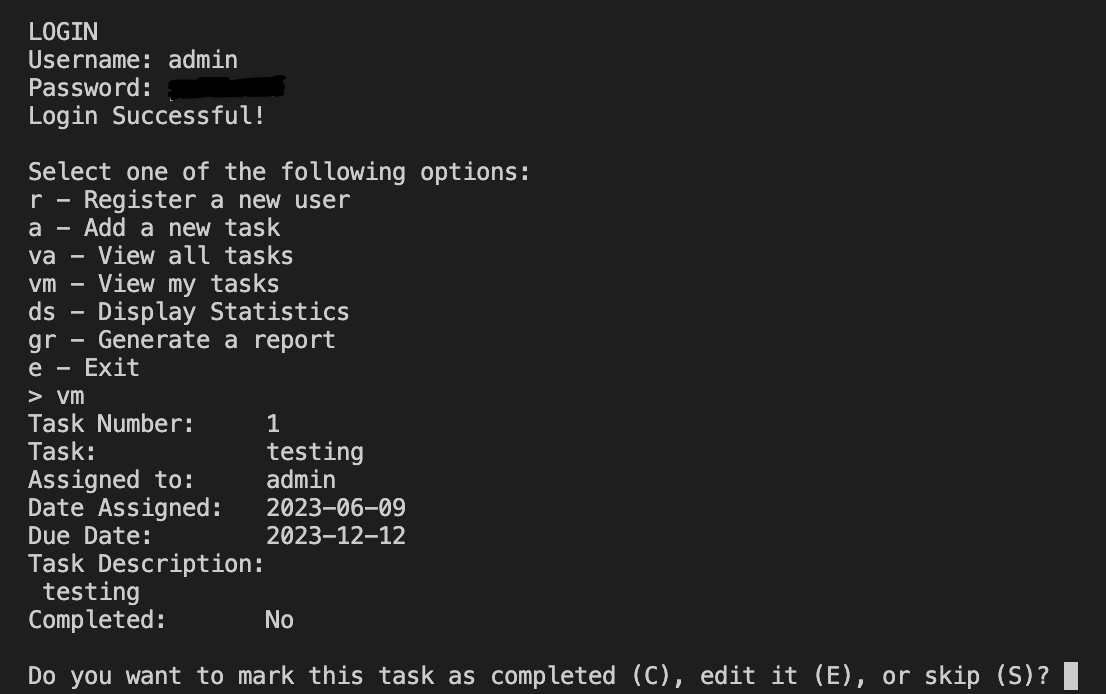 LOGIN
Username: admin
Password:
Login Successful!
Select one of the following options:
r – Register a new user
a – Add a new task
va – View all tasks
vm – View my tasks
ds – Display Statistics
gr – Generate a report
e – Exit
> vm
Task Number: 1
Task: testing
Assigned to: admin
Date Assigned: 2023-06-09
Due Date: 2023-12-12
Task Description:
testing
Completed: No
Do you want to mark this task as completed (C), edit it (E), or skip (S)?